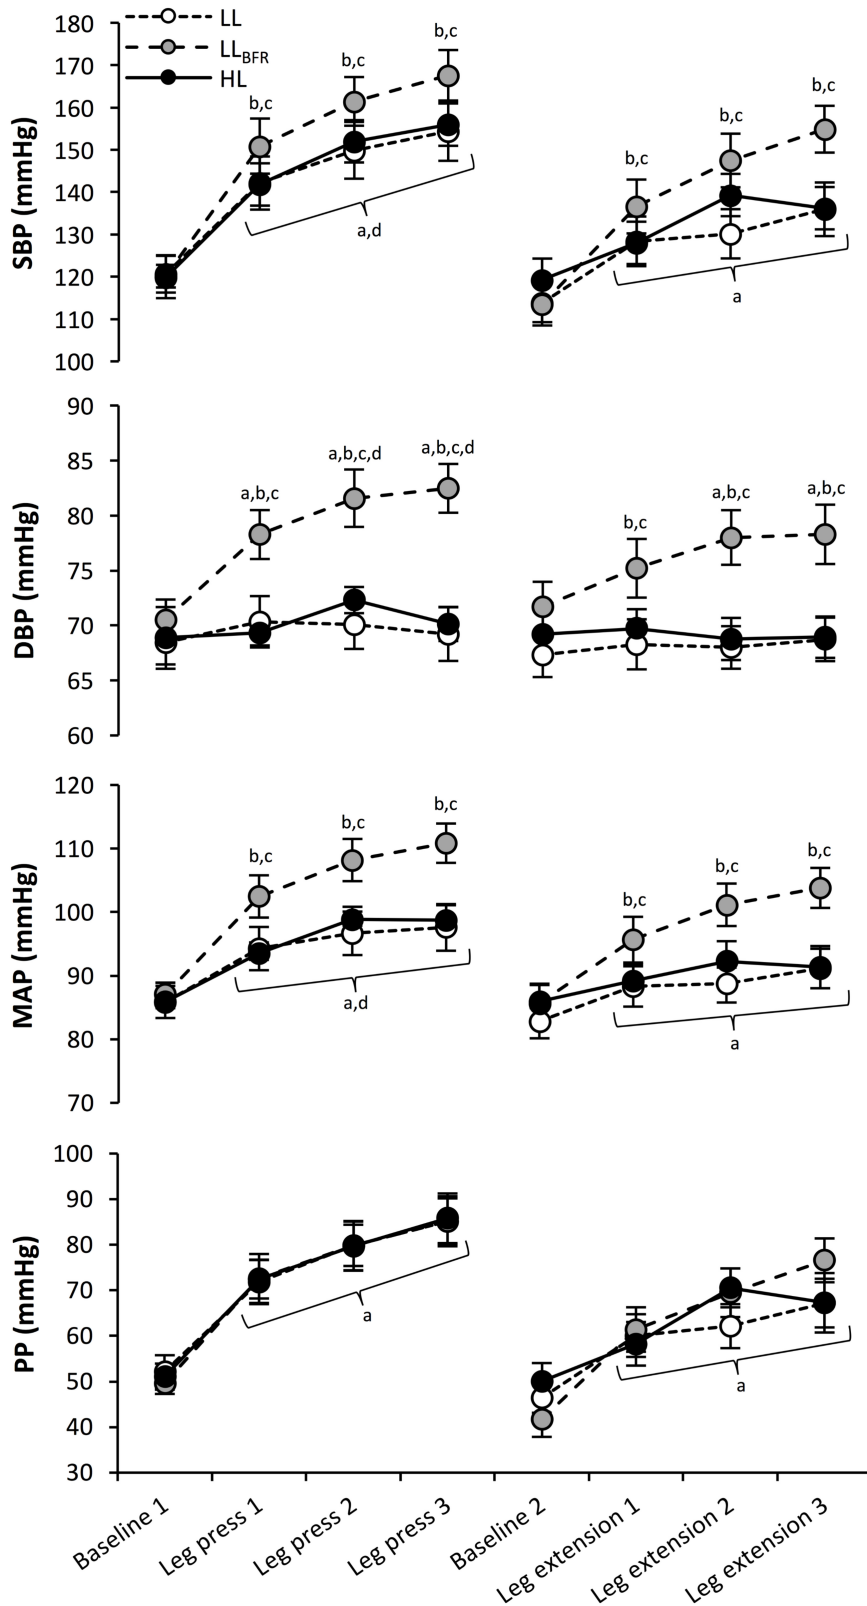 LL
LLBFR
HL
SBP (mmHg)
180
170
160
150
140
130
120
110
100
b,c
b,c
b,c
a,d
b,c
b,c
b,c
a
DBP (mmHg)
90
85
80
75
70
65
60
a,b,c
a,b,c,d
a,b,c,d
b,c
a,b,c
a,b,c
MAP (mmHg)
120
110
100
90
80
70
b,c
b,c
b,c
a,d
b,c
b,c
b,c
a
PP (mmHg)
100
90
80
70
60
50
40
30
a
a
Baseline 1
Leg press 1
Leg press 2
Leg press 3
Baseline 2
Leg extension 1
Leg extension 2
Leg extension 3